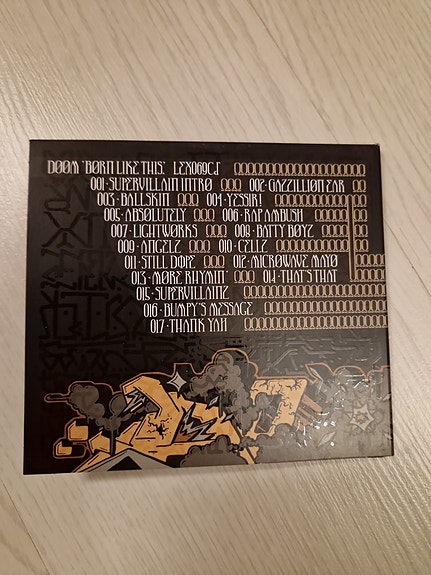 DOOM "BORN LIKE THIS." LEX069CJ
001·SUPERVILLAIN INTRO 002·GAZZILLION EAR
003·BALLSKIN 004·YESSIR!
005·ABSOLUTELY 006·RAP AMBUSH
007·LIGHTWORKS 008·BATTY BOYZ
009·ANGELZ 010·CELLZ
011·STILL DOPE 012·MICROWAVE MAYO
013·MORE RHYMIN' 014·THAT'S THAT
015·SUPERVILLAINZ
016·BUMPY'S MESSAGE
017·THANK YAH